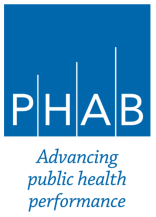 PHAB
Advancing
public health
performance